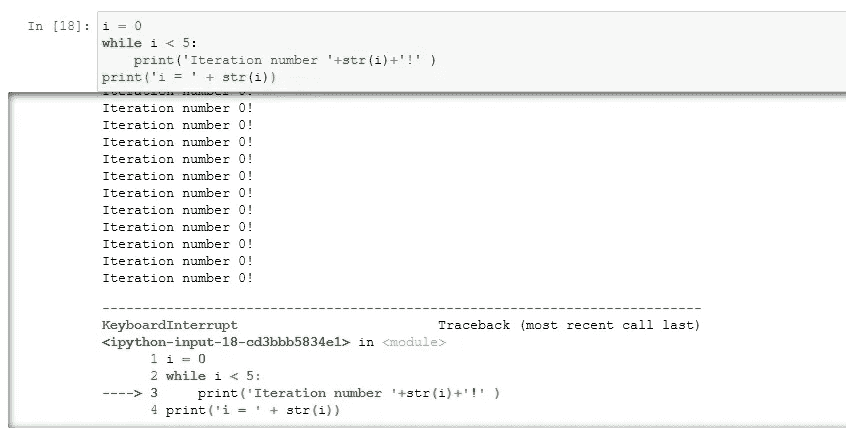 In [18]: i = 0
while i < 5:
    print('Iteration number '+str(i)+'!' )
print('i = ' + str(i))
Iteration number 0!
Iteration number 0!
Iteration number 0!
Iteration number 0!
Iteration number 0!
Iteration number 0!
Iteration number 0!
Iteration number 0!
Iteration number 0!
Iteration number 0!
Iteration number 0!
Iteration number 0!
---------------------------------------------------------------------------
KeyboardInterrupt                         Traceback (most recent call last)
<ipython-input-18-cd3bbb5834e1> in <module>
      1 i = 0
      2 while i < 5:
----> 3     print('Iteration number '+str(i)+'!' )
      4 print('i = ' + str(i))